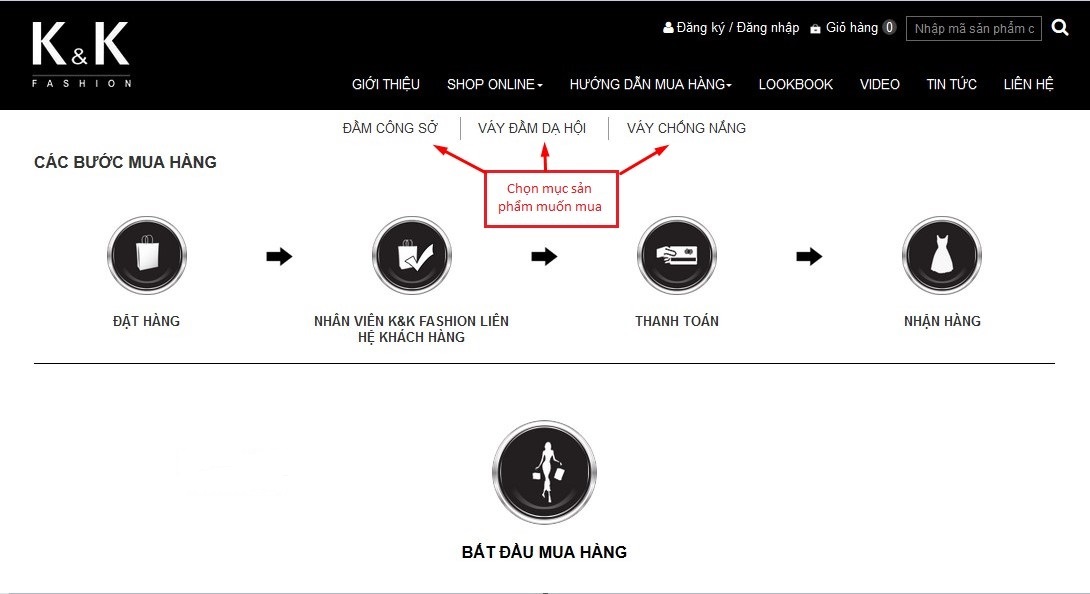 K&K
FASHION
Đăng ký / Đăng nhập Giỏ hàng 0 Nhập mã sản phẩm c
GIỚI THIỆU SHOP ONLINE HƯỚNG DẪN MUA HÀNG LOOKBOOK VIDEO TIN TỨC LIÊN HỆ
ĐẦM CÔNG SỞ VÁY ĐẦM DẠ HỘI VÁY CHỐNG NẮNG
CÁC BƯỚC MUA HÀNG
Chọn mục sản
phẩm muốn mua
ĐẶT HÀNG
NHÂN VIÊN K&K FASHION LIÊN
HỆ KHÁCH HÀNG
THANH TOÁN
NHẬN HÀNG
BẮT ĐẦU MUA HÀNG